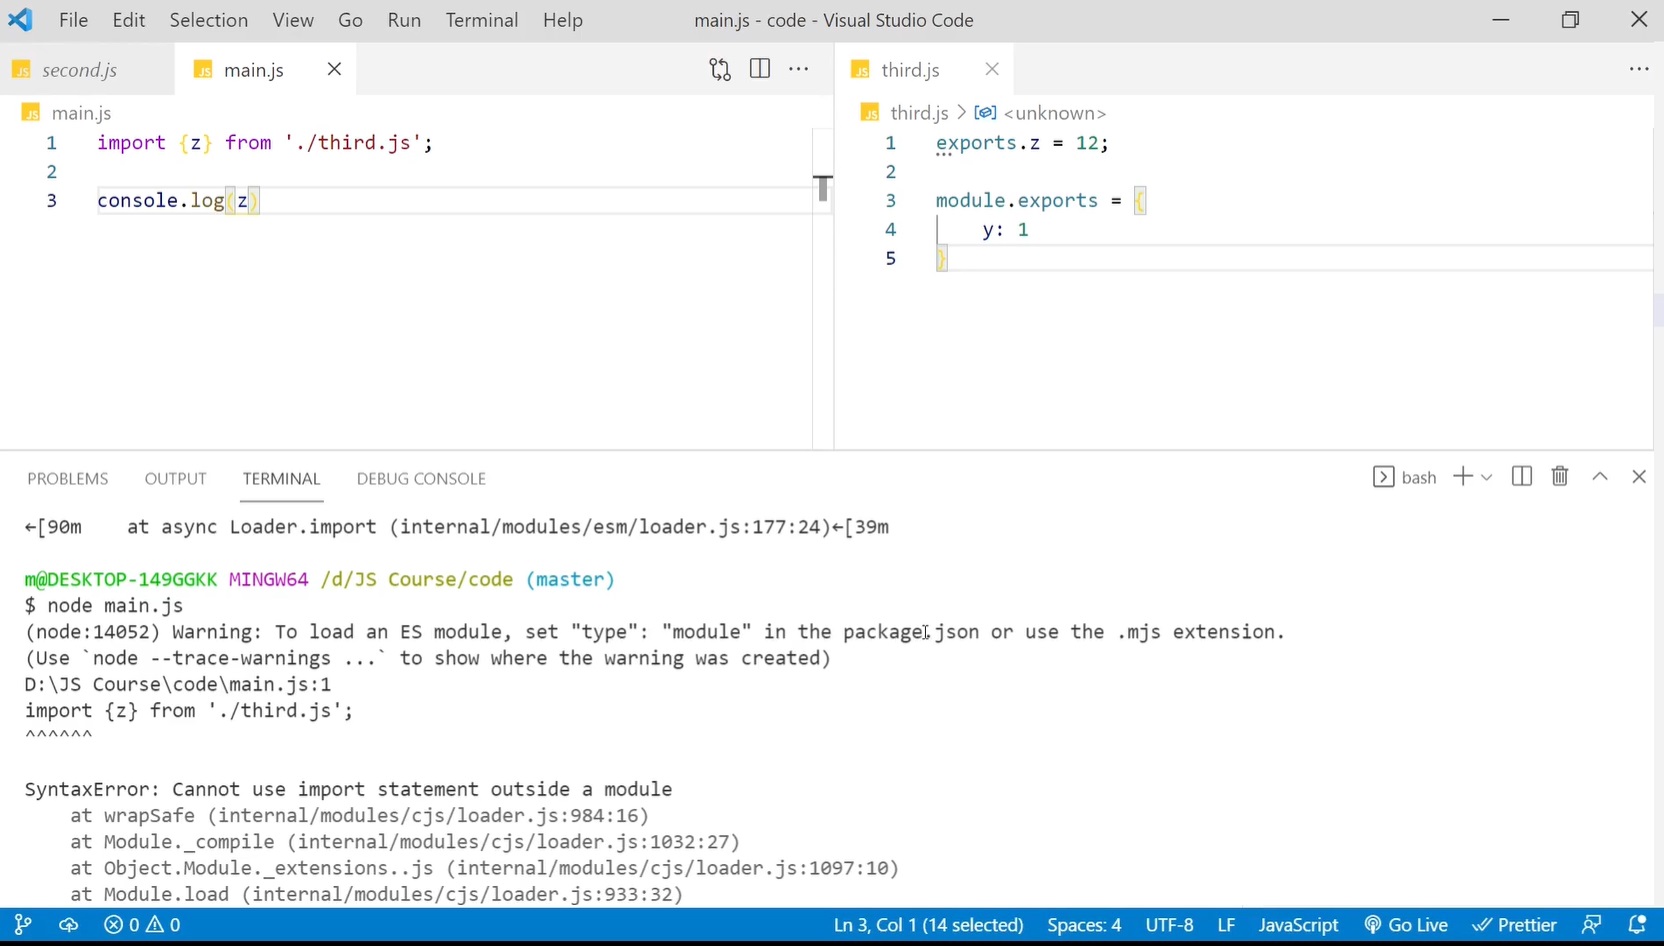 File Edit Selection View Go Run Terminal Help main.js - code - Visual Studio Code
JS second.js JS main.js
JS main.js
1 import {z} from './third.js';
2
3 console.log(z)
JS third.js
JS third.js > <unknown>
1 exports.z = 12;
2
3 module.exports = {
4 y: 1
5 }
PROBLEMS OUTPUT TERMINAL DEBUG CONSOLE bash
←[90m    at async Loader.import (internal/modules/esm/loader.js:177:24)←[39m
m@DESKTOP-149GGKK MINGW64 /d/JS Course/code (master)
$ node main.js
(node:14052) Warning: To load an ES module, set "type": "module" in the package.json or use the .mjs extension.
(Use `node --trace-warnings ...` to show where the warning was created)
D:\JS Course\code\main.js:1
import {z} from './third.js';
^^^^^^
SyntaxError: Cannot use import statement outside a module
    at wrapSafe (internal/modules/cjs/loader.js:984:16)
    at Module._compile (internal/modules/cjs/loader.js:1032:27)
    at Object.Module._extensions..js (internal/modules/cjs/loader.js:1097:10)
    at Module.load (internal/modules/cjs/loader.js:933:32)
0 0 Ln 3, Col 1 (14 selected) Spaces: 4 UTF-8 LF JavaScript Go Live Prettier